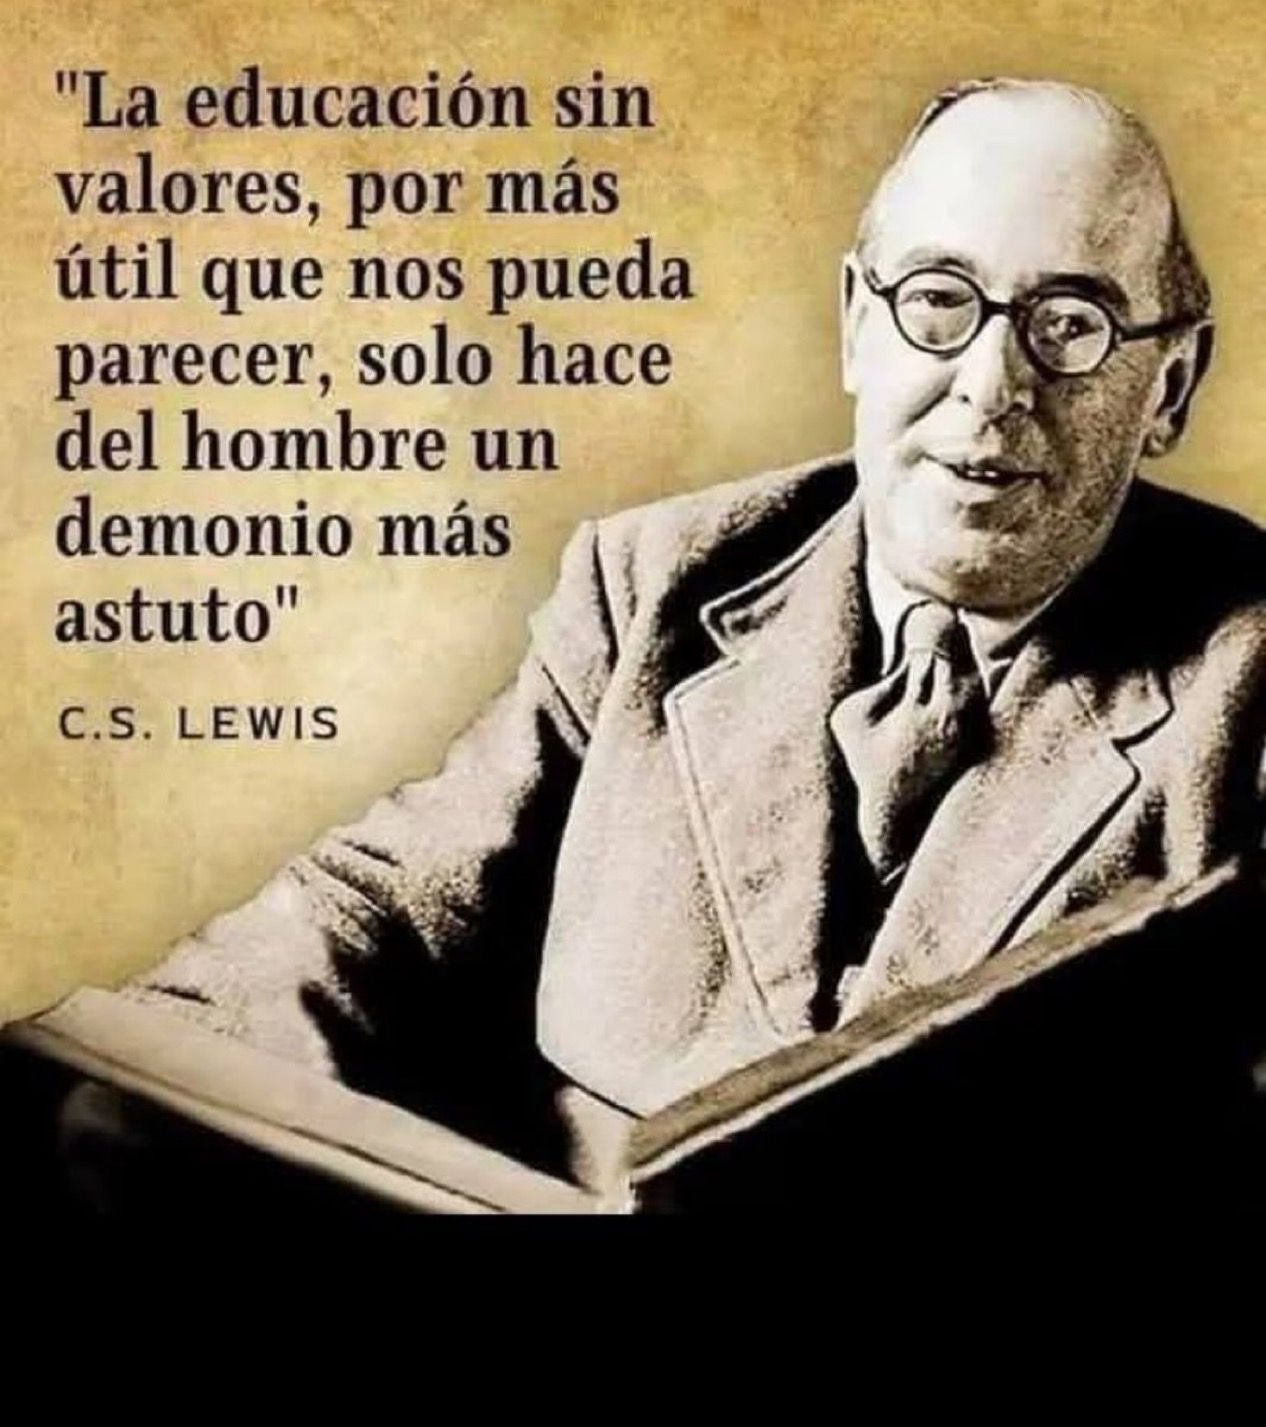 "La educación sin
valores, por más
útil que nos pueda
parecer, solo hace
del hombre un
demonio más
astuto"
C.S. LEWIS